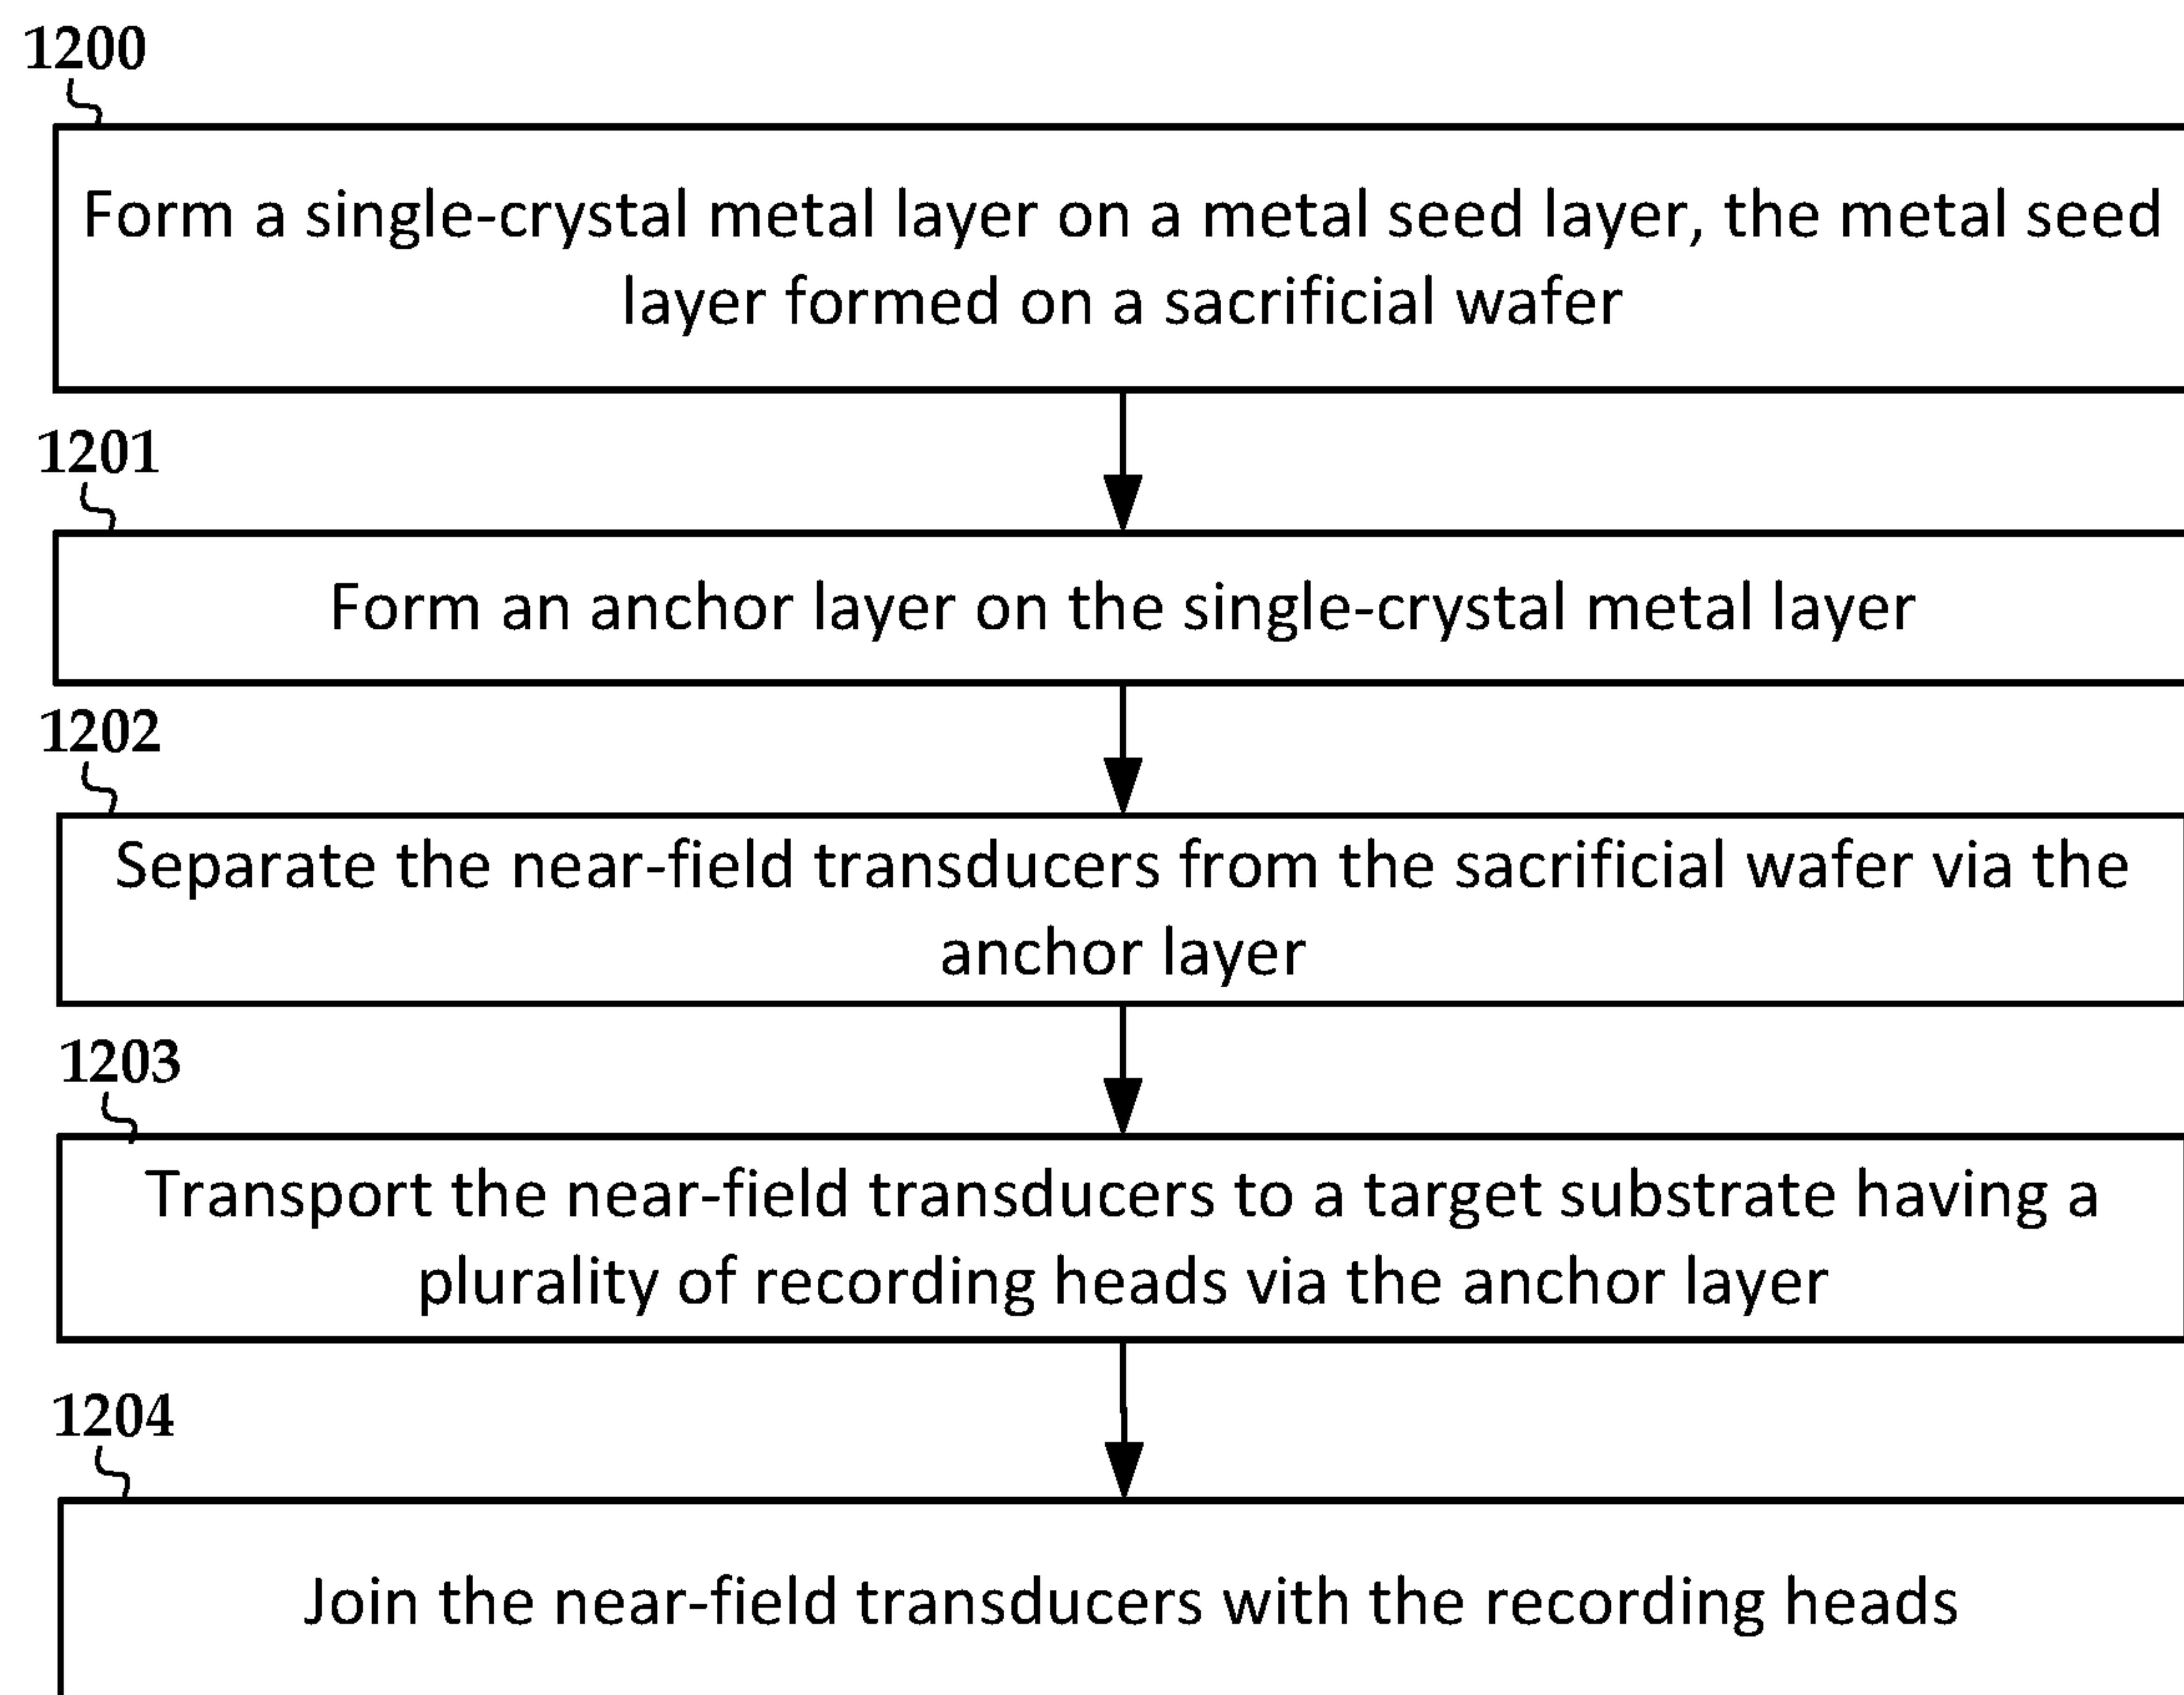 1200
Form a single-crystal metal layer on a metal seed layer, the metal seed
layer formed on a sacrificial wafer
1201
Form an anchor layer on the single-crystal metal layer
1202
Separate the near-field transducers from the sacrificial wafer via the
anchor layer
1203
Transport the near-field transducers to a target substrate having a
plurality of recording heads via the anchor layer
1204
Join the near-field transducers with the recording heads